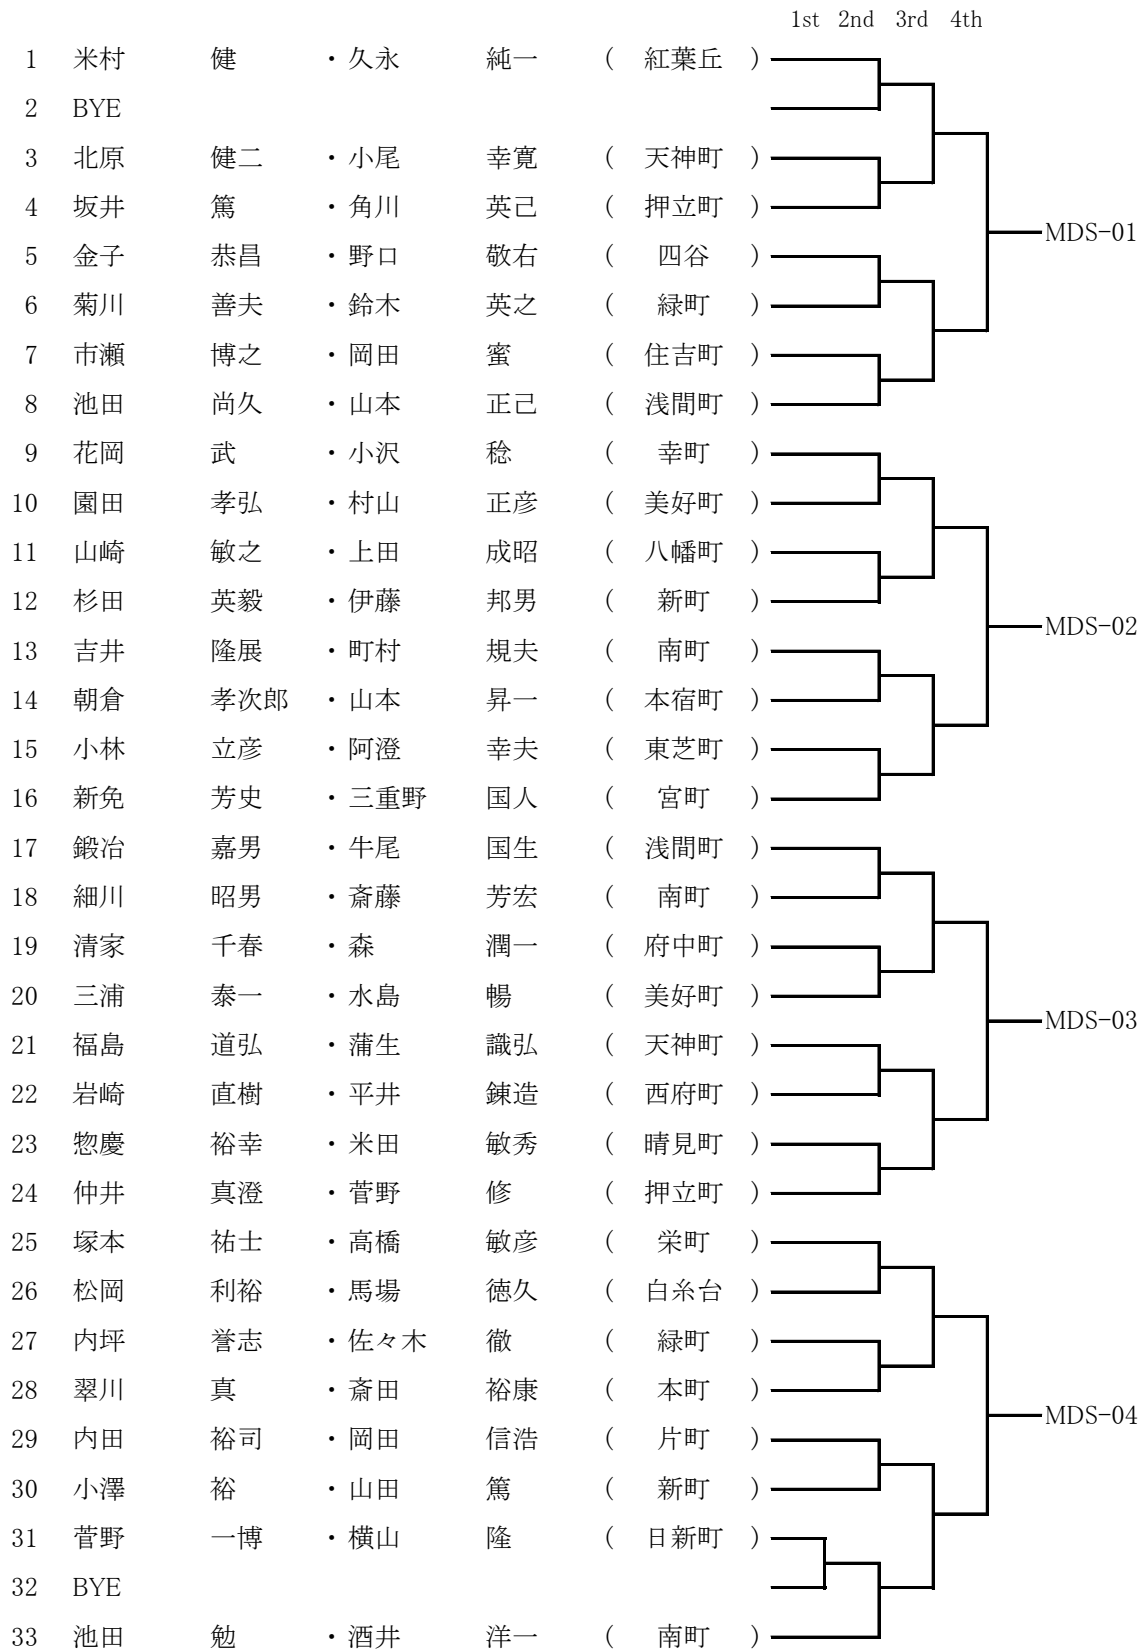 1st 2nd 3rd 4th
1 米村 健 ・久永 純一 ( 紅葉丘 )
2 BYE
3 北原 健二 ・小尾 幸寛 ( 天神町 )
4 坂井 篤 ・角川 英己 ( 押立町 )
MDS-01
5 金子 恭昌 ・野口 敬右 ( 四谷 )
6 菊川 善夫 ・鈴木 英之 ( 緑町 )
7 市瀬 博之 ・岡田 蜜 ( 住吉町 )
8 池田 尚久 ・山本 正己 ( 浅間町 )
9 花岡 武 ・小沢 稔 ( 幸町 )
10 園田 孝弘 ・村山 正彦 ( 美好町 )
11 山崎 敏之 ・上田 成昭 ( 八幡町 )
12 杉田 英毅 ・伊藤 邦男 ( 新町 )
MDS-02
13 吉井 隆展 ・町村 規夫 ( 南町 )
14 朝倉 孝次郎 ・山本 昇一 ( 本宿町 )
15 小林 立彦 ・阿澄 幸夫 ( 東芝町 )
16 新免 芳史 ・三重野 国人 ( 宮町 )
17 鍛冶 嘉男 ・牛尾 国生 ( 浅間町 )
18 細川 昭男 ・斎藤 芳宏 ( 南町 )
19 清家 千春 ・森 潤一 ( 府中町 )
20 三浦 泰一 ・水島 暢 ( 美好町 )
MDS-03
21 福島 道弘 ・蒲生 識弘 ( 天神町 )
22 岩崎 直樹 ・平井 錬造 ( 西府町 )
23 惣慶 裕幸 ・米田 敏秀 ( 晴見町 )
24 仲井 真澄 ・菅野 修 ( 押立町 )
25 塚本 祐士 ・高橋 敏彦 ( 栄町 )
26 松岡 利裕 ・馬場 徳久 ( 白糸台 )
27 内坪 誉志 ・佐々木 徹 ( 緑町 )
28 翠川 真 ・斎田 裕康 ( 本町 )
MDS-04
29 内田 裕司 ・岡田 信浩 ( 片町 )
30 小澤 裕 ・山田 篤 ( 新町 )
31 菅野 一博 ・横山 隆 ( 日新町 )
32 BYE
33 池田 勉 ・酒井 洋一 ( 南町 )